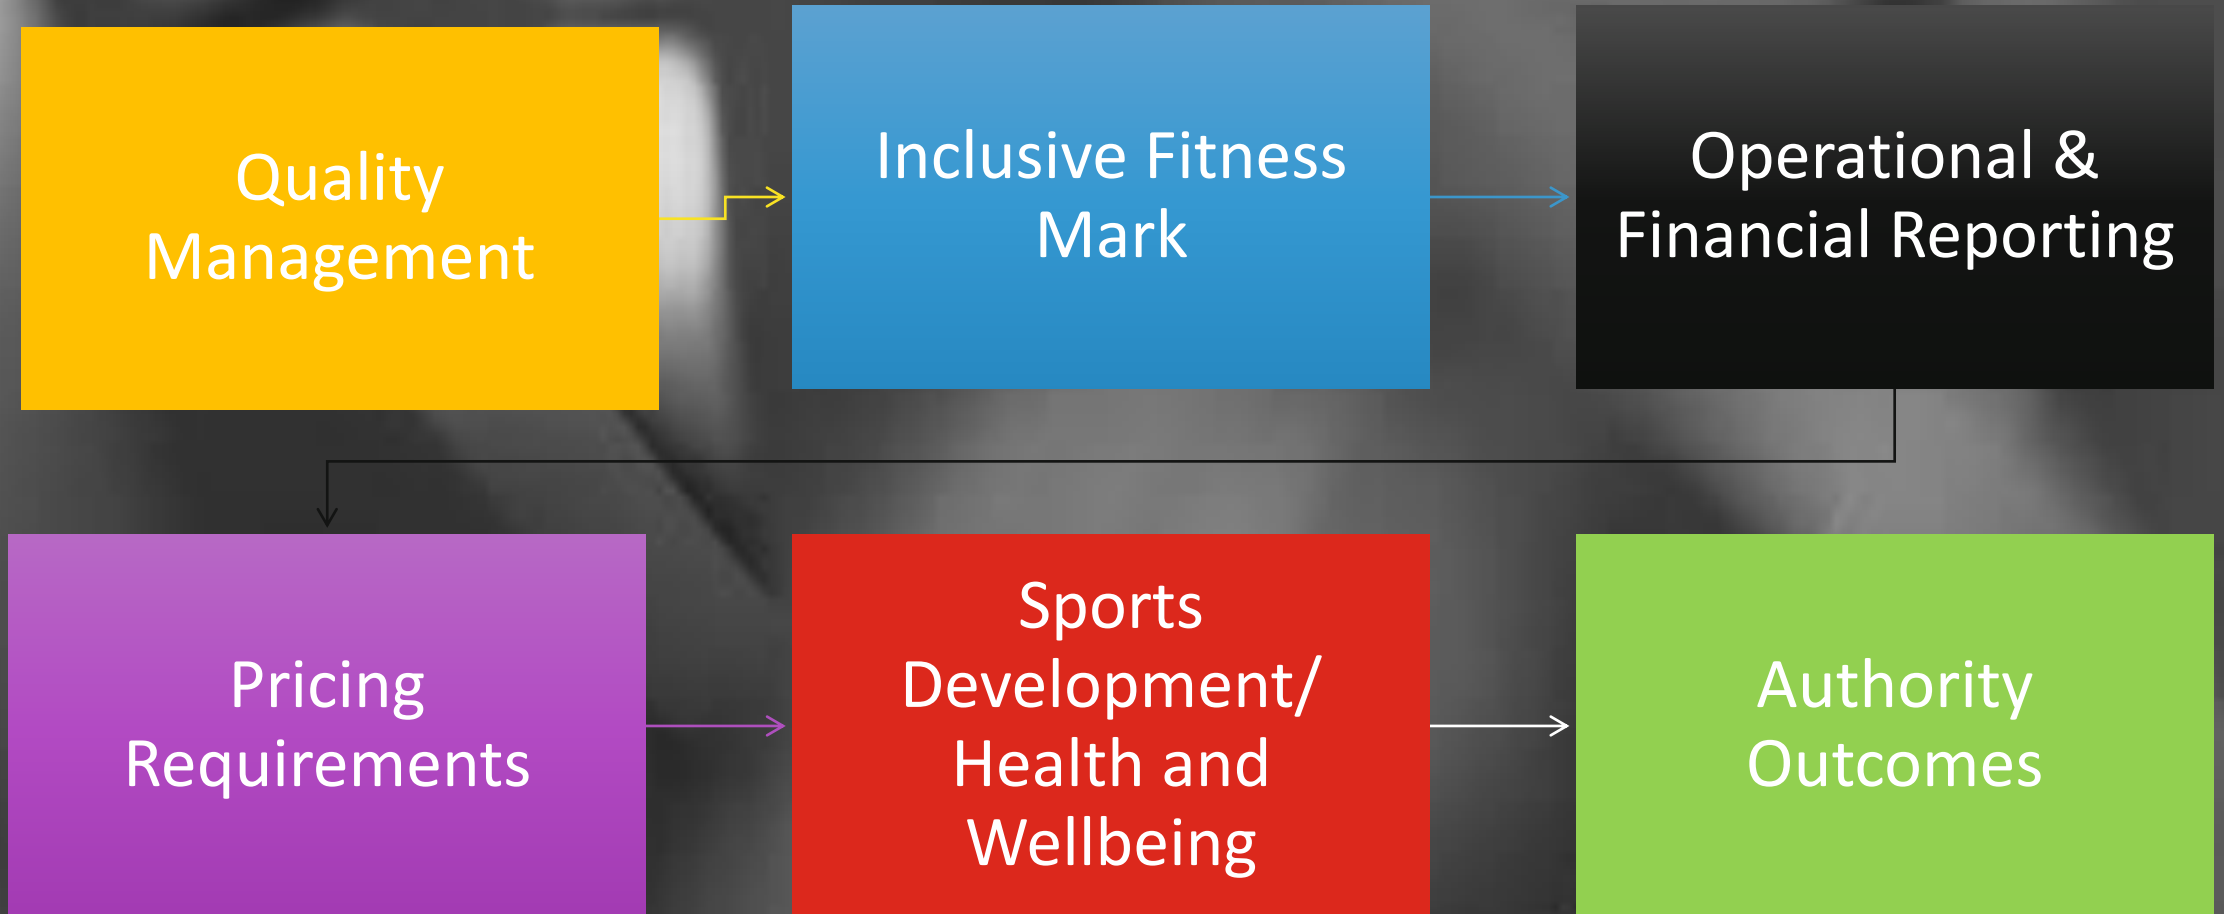 Quality
Management
Inclusive Fitness
Mark
Operational &
Financial Reporting
Pricing
Requirements
Sports
Development/
Health and
Wellbeing
Authority
Outcomes